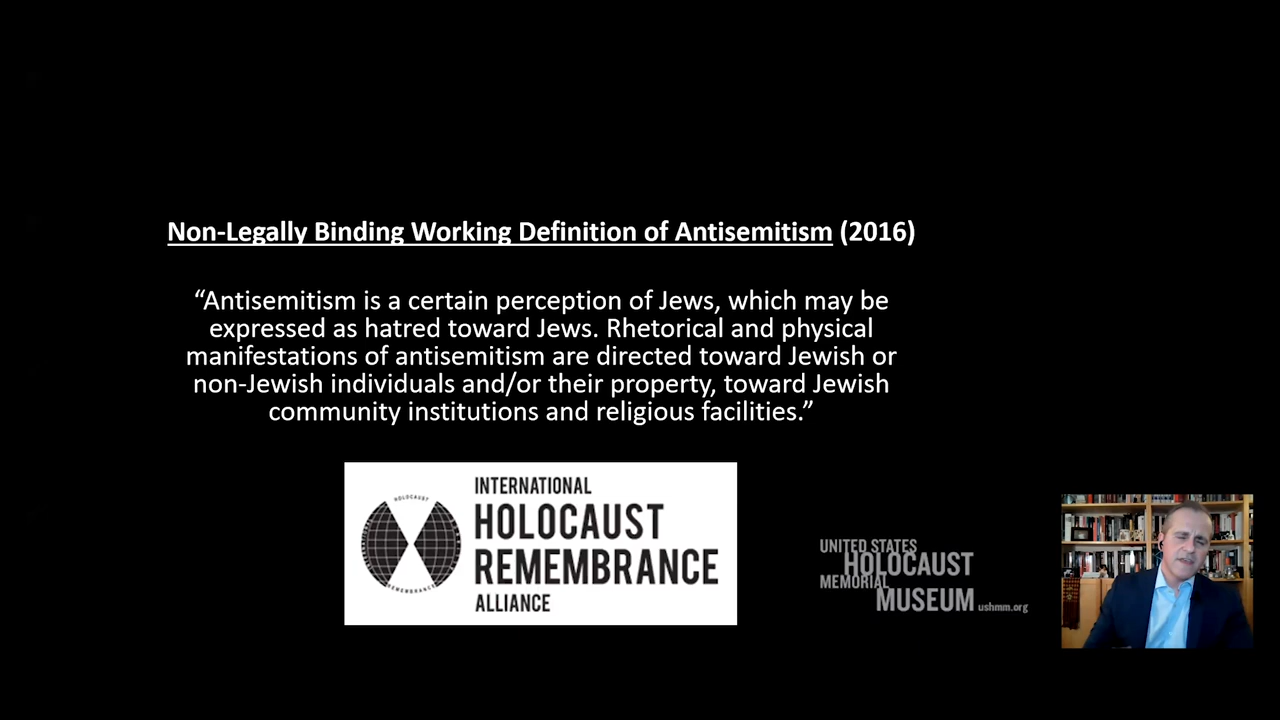 Non-Legally Binding Working Definition of Antisemitism (2016)
“Antisemitism is a certain perception of Jews, which may be
expressed as hatred toward Jews. Rhetorical and physical
manifestations of antisemitism are directed toward Jewish or
non-Jewish individuals and/or their property, toward Jewish
community institutions and religious facilities.”
HOLOCAUST
REMEMBRANCE
INTERNATIONAL
HOLOCAUST
REMEMBRANCE
ALLIANCE
UNITED STATES
HOLOCAUST
MEMORIAL
MUSEUM ushmm.org